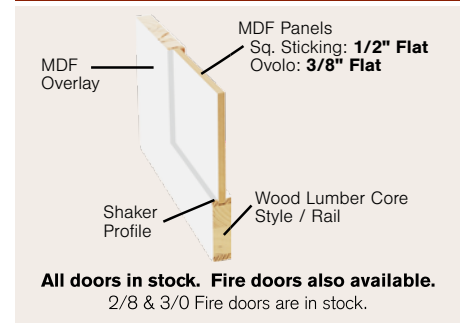 MDF Panels
Sq. Sticking: 1/2" Flat
Ovolo: 3/8" Flat
MDF
Overlay
Wood Lumber Core
Style / Rail
Shaker
Profile
All doors in stock. Fire doors also available.
2/8 & 3/0 Fire doors are in stock.